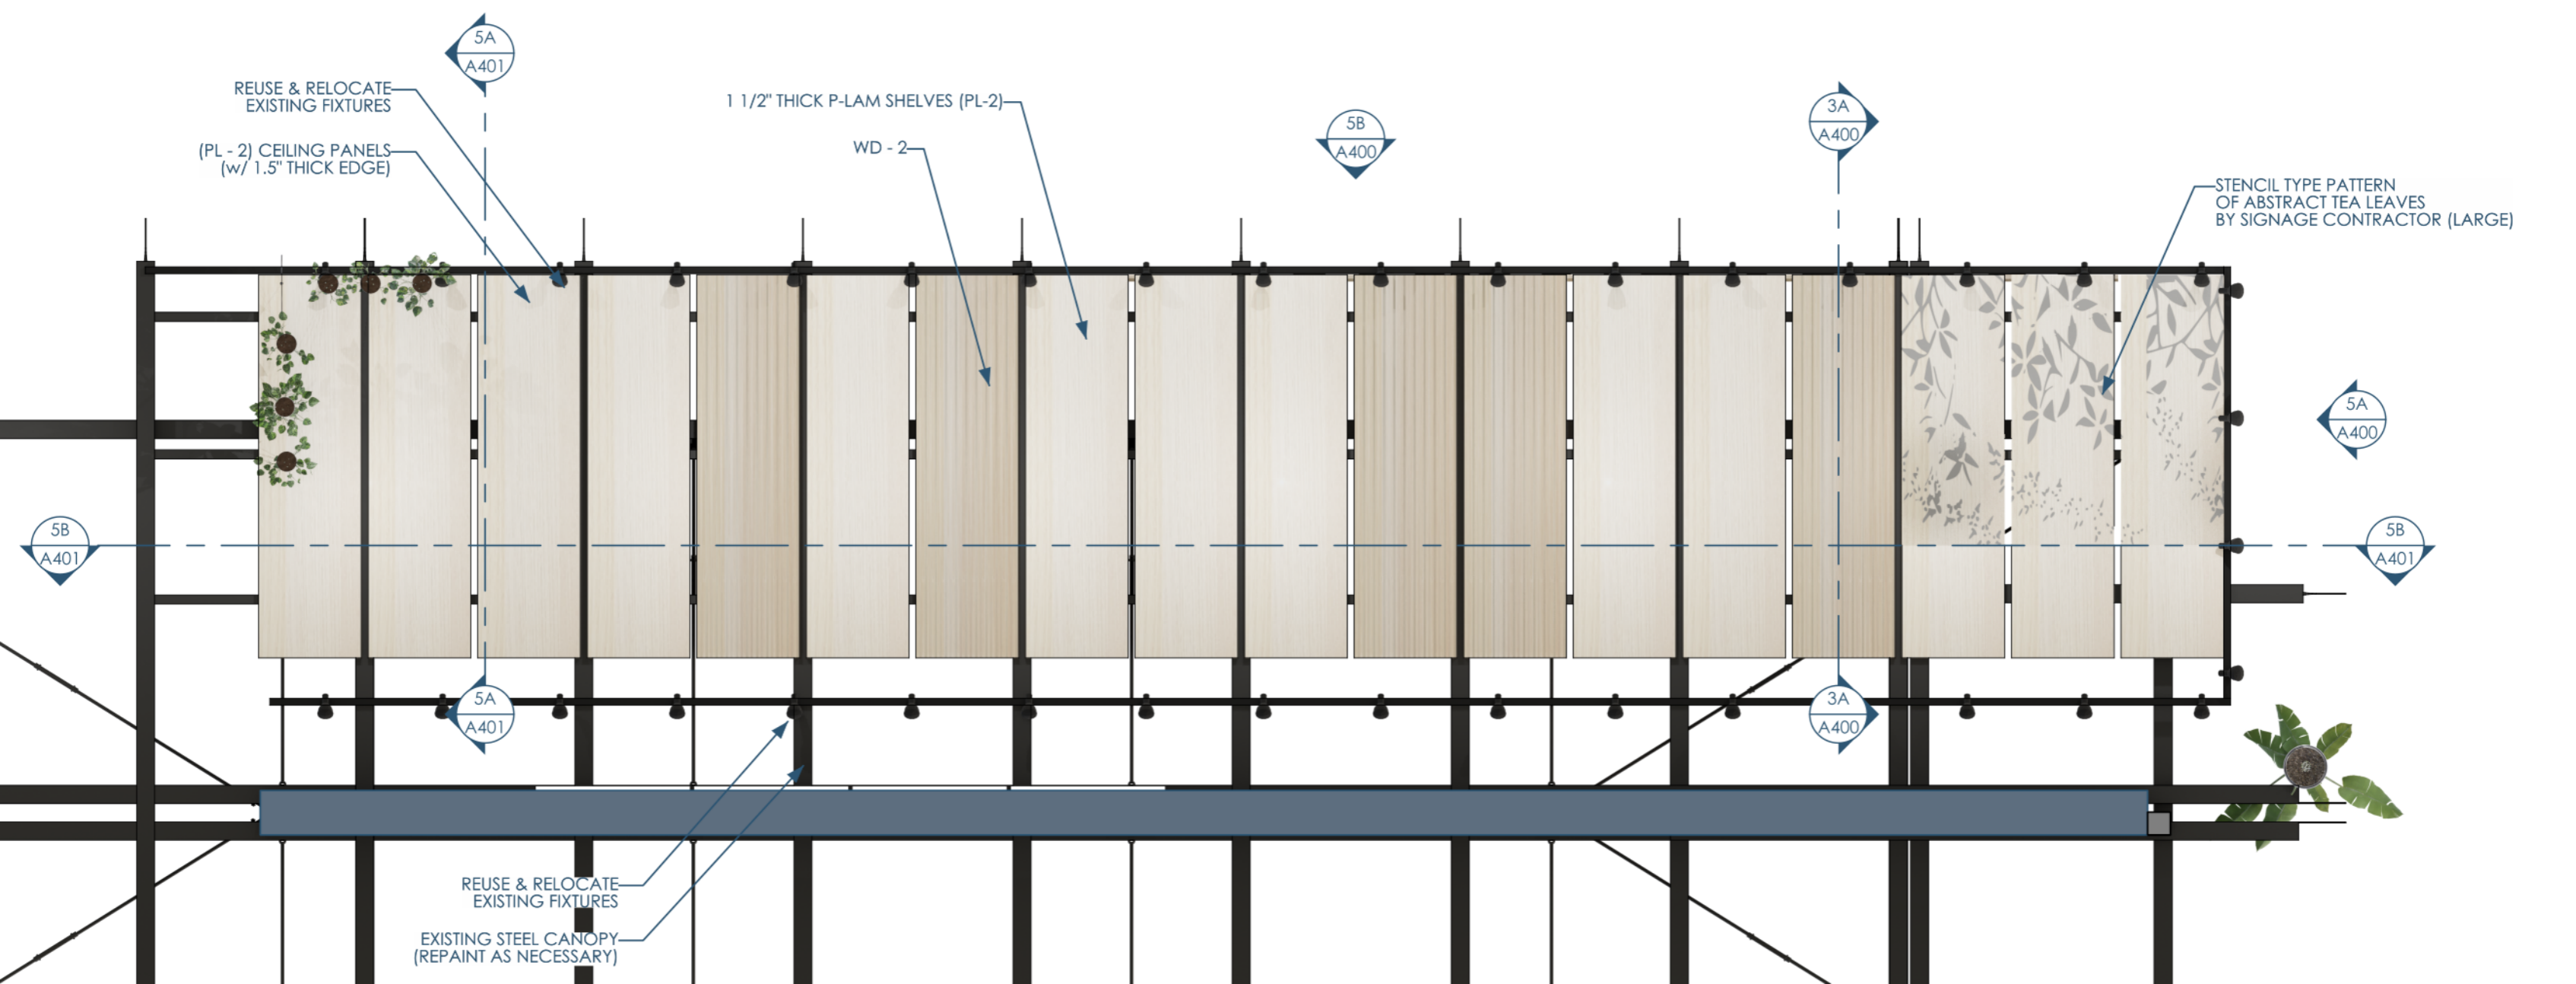 5A
A401
REUSE & RELOCATE
EXISTING FIXTURES
(PL - 2) CEILING PANELS
(w/ 1.5" THICK EDGE)
1 1/2" THICK P-LAM SHELVES (PL-2)
WD - 2
5B
A400
3A
A400
STENCIL TYPE PATTERN
OF ABSTRACT TEA LEAVES
BY SIGNAGE CONTRACTOR (LARGE)
5A
A400
5B
A401
5B
A401
5A
A401
3A
A400
REUSE & RELOCATE
EXISTING FIXTURES
EXISTING STEEL CANOPY
(REPAINT AS NECESSARY)